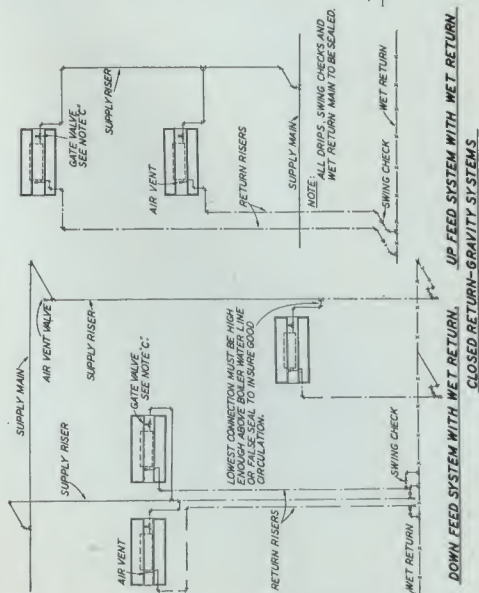 SUPPLY MAIN
AIR VENT VALVE
SUPPLY RISER
SUPPLY RISER
GATE VALVE
SEE NOTE "C"
AIR VENT
LOWEST CONNECTION MUST BE HIGH
ENOUGH ABOVE BOILER WATER LINE
OR FALSE SEAL TO INSURE GOOD
CIRCULATION.
RETURN RISERS
WET RETURN
SWING CHECK
DOWN FEED SYSTEM WITH WET RETURN.
GATE VALVE
SEE NOTE "C"
SUPPLY RISER
AIR VENT
RETURN RISERS
SUPPLY MAIN
NOTE:
ALL DRIPS, SWING CHECKS AND
WET RETURN MAIN TO BE SEALED.
SWING CHECK
WET RETURN
UP FEED SYSTEM WITH WET RETURN
CLOSED RETURN-GRAVITY SYSTEMS